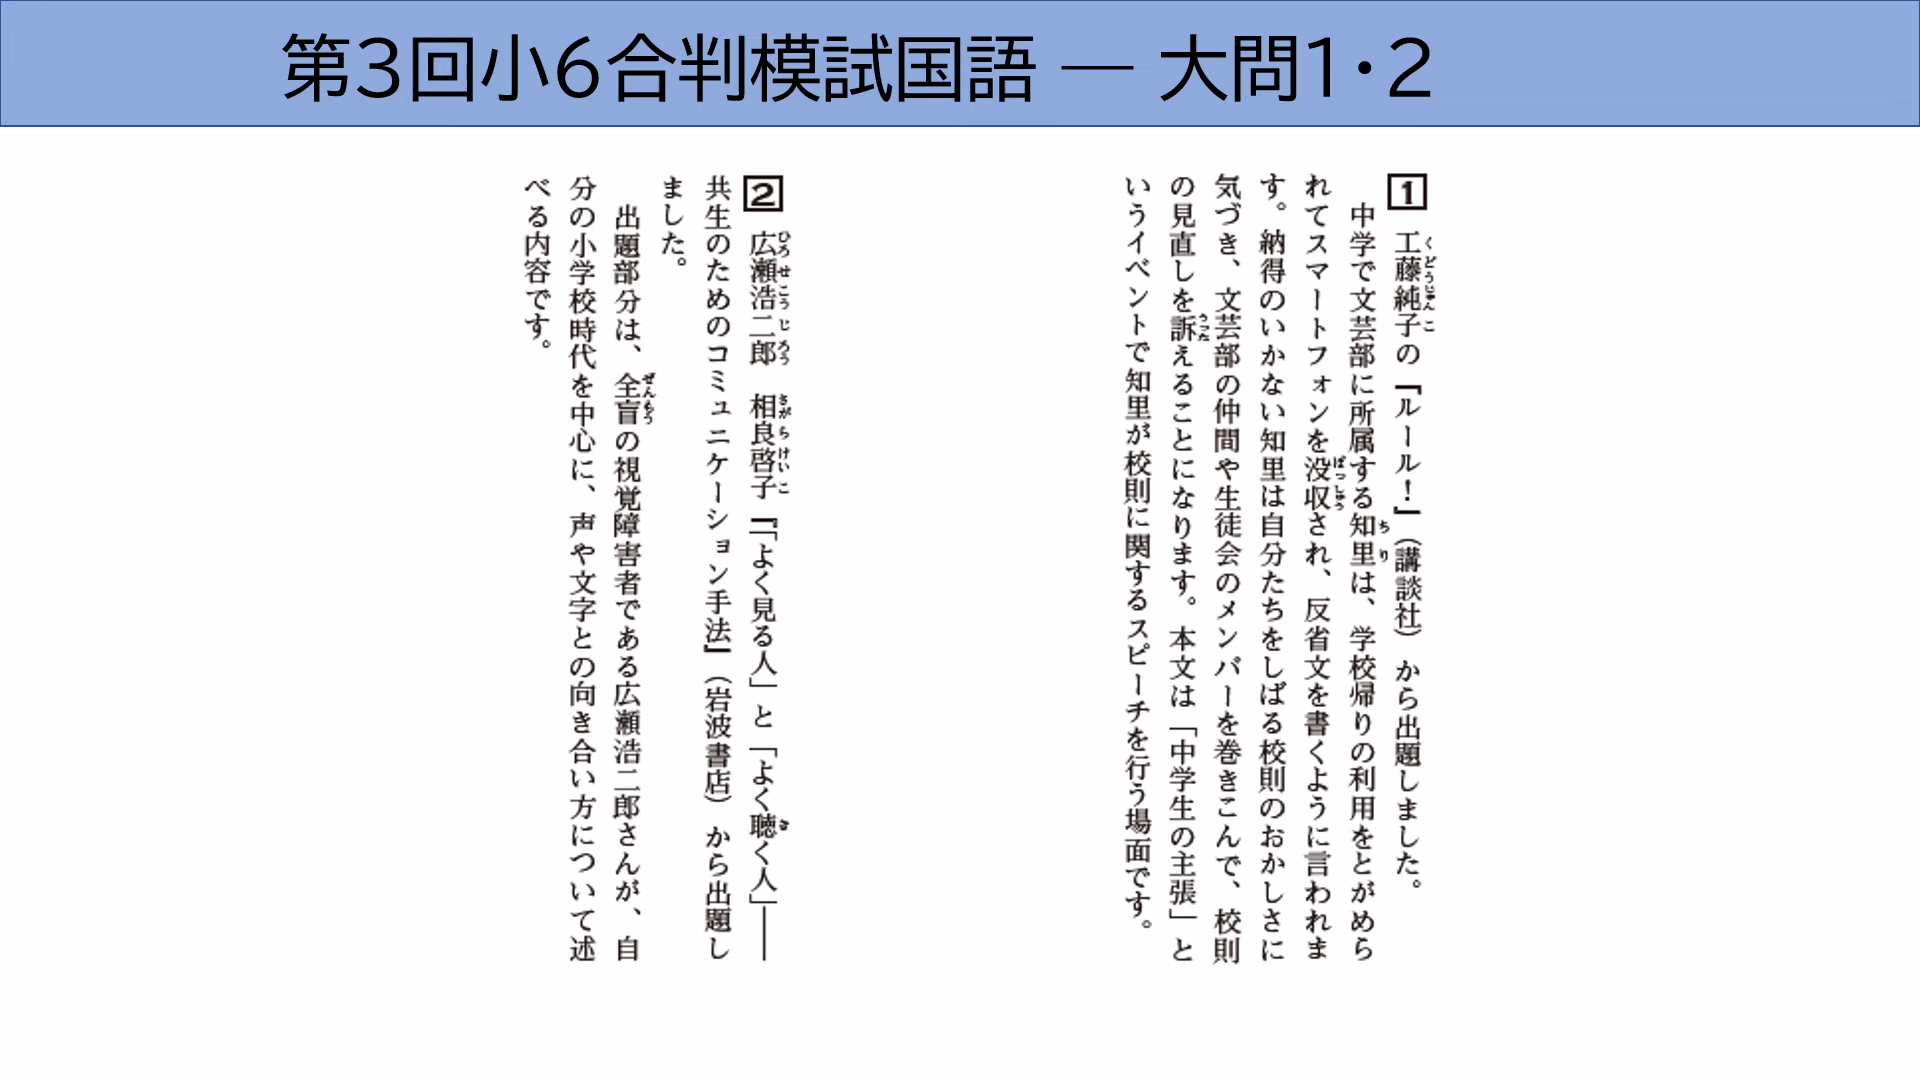 第3回小6合判模試国語 ― 大問1・2
1 工藤純子の『ルール！』（講談社）から出題しました。
中学で文芸部に所属する知里は、学校帰りの利用をとがめら
れてスマートフォンを没収され、反省文を書くように言われま
す。納得のいかない知里は自分たちをしばる校則のおかしさに
気づき、文芸部の仲間や生徒会のメンバーを巻きこんで、校則
の見直しを訴えることになります。本文は「中学生の主張」と
いうイベントで知里が校則に関するスピーチを行う場面です。
2 広瀬浩二郎 相良啓子『「よく見る人」と「よく聴く人」――
共生のためのコミュニケーション手法』（岩波書店）から出題し
ました。
出題部分は、全盲の視覚障害者である広瀬浩二郎さんが、自
分の小学校時代を中心に、声や文字との向き合い方について述
べる内容です。